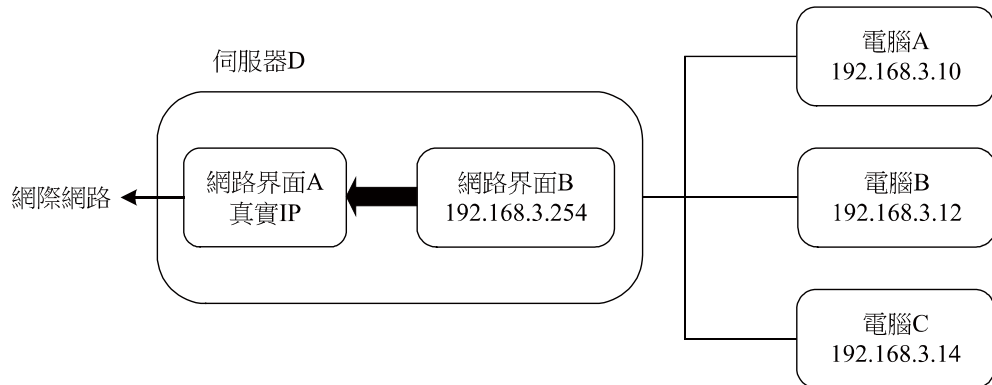 伺服器D
網際網路
網路界面A
真實IP
網路界面B
192.168.3.254
電腦A
192.168.3.10
電腦B
192.168.3.12
電腦C
192.168.3.14